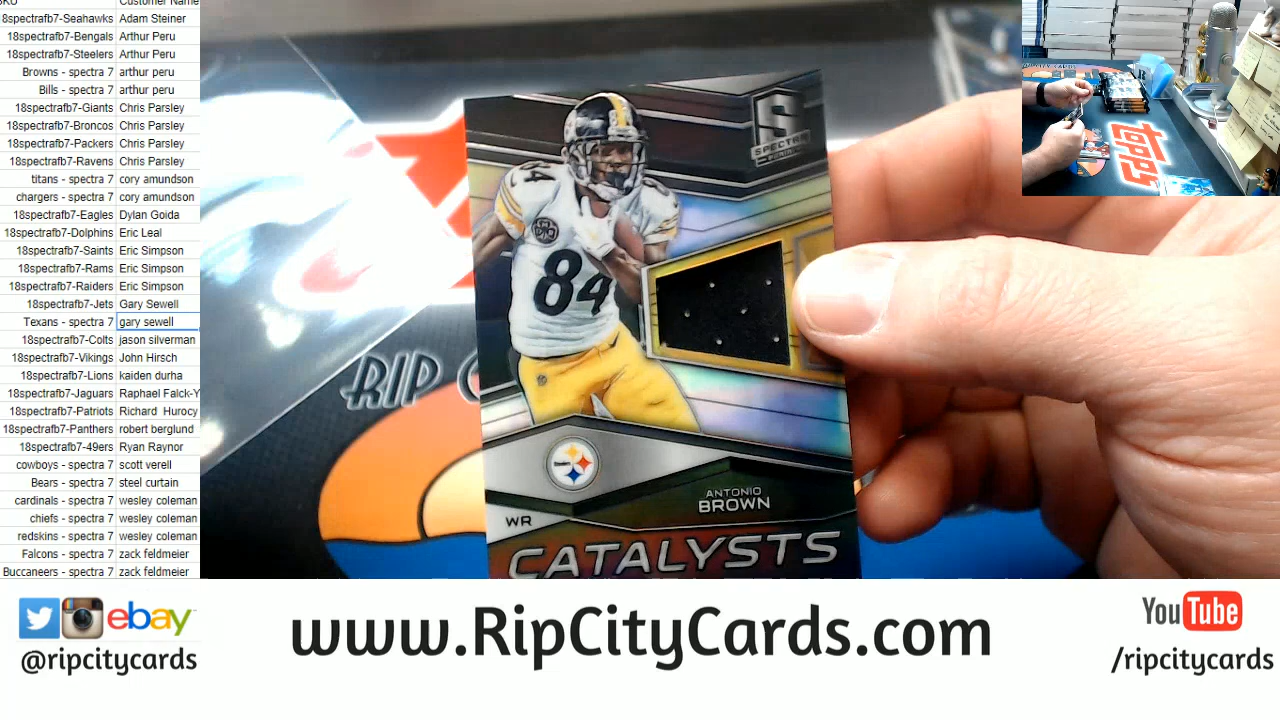 SKU Customer Name
18spectrafb7-Seahawks Adam Steiner
18spectrafb7-Bengals Arthur Peru
18spectrafb7-Steelers Arthur Peru
Browns - spectra 7 arthur peru
Bills - spectra 7 arthur peru
18spectrafb7-Giants Chris Parsley
18spectrafb7-Broncos Chris Parsley
18spectrafb7-Packers Chris Parsley
18spectrafb7-Ravens Chris Parsley
titans - spectra 7 cory amundson
chargers - spectra 7 cory amundson
18spectrafb7-Eagles Dylan Goida
18spectrafb7-Dolphins Eric Leal
18spectrafb7-Saints Eric Simpson
18spectrafb7-Rams Eric Simpson
18spectrafb7-Raiders Eric Simpson
18spectrafb7-Jets Gary Sewell
Texans - spectra 7 gary sewell
18spectrafb7-Colts jason silverman
18spectrafb7-Vikings John Hirsch
18spectrafb7-Lions kaiden durha
18spectrafb7-Jaguars Raphael Falck-Y
18spectrafb7-Patriots Richard Hurocy
18spectrafb7-Panthers robert berglund
18spectrafb7-49ers Ryan Raynor
cowboys - spectra 7 scott verell
Bears - spectra 7 steel curtain
cardinals - spectra 7 wesley coleman
chiefs - spectra 7 wesley coleman
redskins - spectra 7 wesley coleman
Falcons - spectra 7 zack feldmeier
Buccaneers - spectra 7 zack feldmeier
S
SPECTRA
84
84
RIP C
Steelers
ANTONIO
BROWN
WR
CATALYSTS
TOPPS
ebay
@ripcitycards
www.RipCityCards.com
YouTube
/ripcitycards